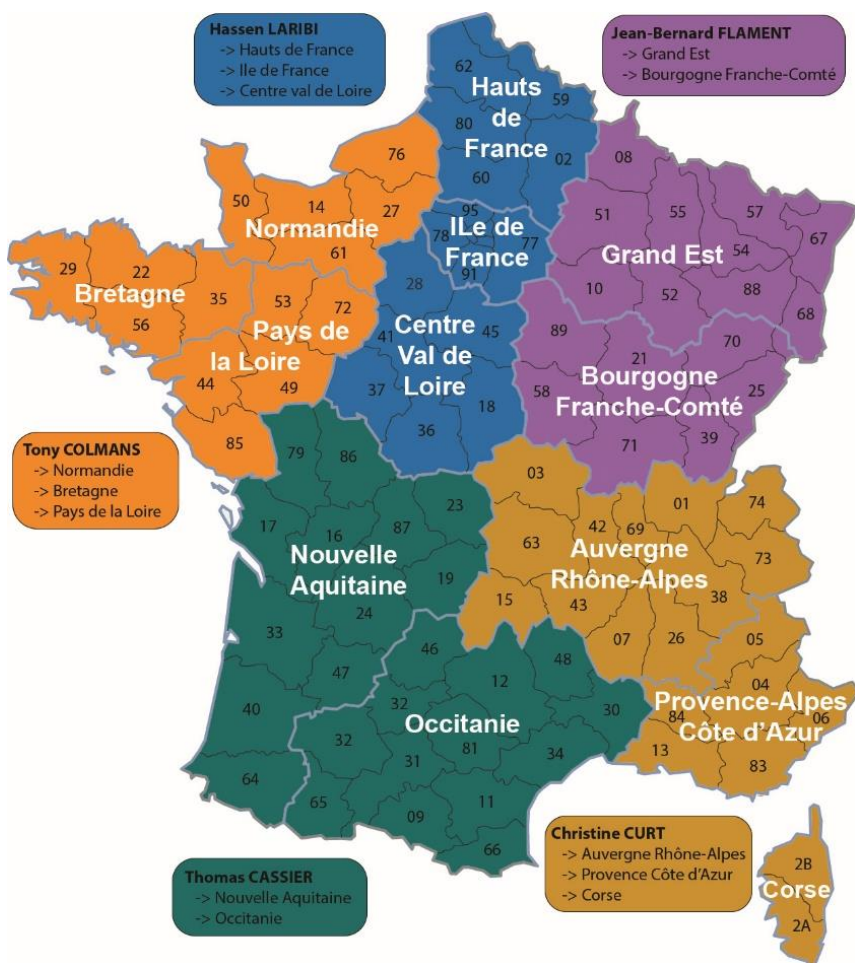 Hassen LARIBI
-> Hauts de France
-> Ile de France
-> Centre val de Loire
Jean-Bernard FLAMENT
-> Grand Est
-> Bourgogne Franche-Comté
62
59
Hauts
de
France
80
02
60
76
50
14
27
Normandie
61
95
78
ILe de
France
77
91
08
51
55
57
67
54
Grand Est
10
52
88
68
29
22
Bretagne
35
56
53
72
Pays de
la Loire
44
49
85
28
45
41
Centre
Val de
Loire
37
18
36
89
70
21
Bourgogne
Franche-Comté
58
25
71
39
Tony COLMANS
-> Normandie
-> Bretagne
-> Pays de la Loire
79
86
23
17
16
87
Nouvelle
Aquitaine
19
24
33
47
40
64
03
01
74
42
69
63
Auvergne
Rhône-Alpes
73
15
43
38
07
26
05
04
Provence-Alpes
Côte d'Azur
84
06
13
83
46
48
12
32
30
Occitanie
32
81
31
34
65
09
11
66
Thomas CASSIER
-> Nouvelle Aquitaine
-> Occitanie
Christine CURT
-> Auvergne Rhône-Alpes
-> Provence Côte d'Azur
-> Corse
2B
Corse
2A